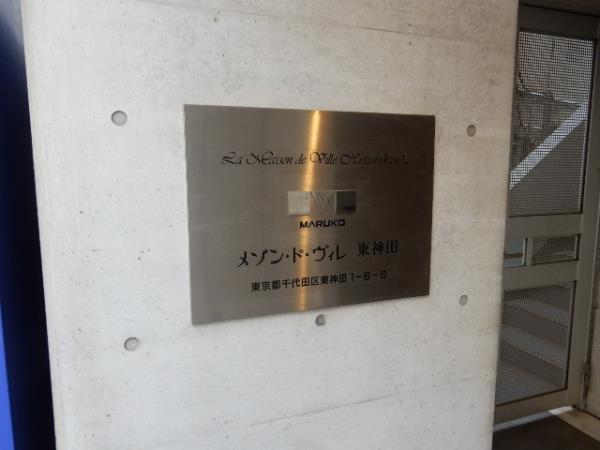 La Maison de Ville Higashikanda
MARUKO
メゾン・ド・ヴィレ 東神田
東京都千代田区東神田1-6-8